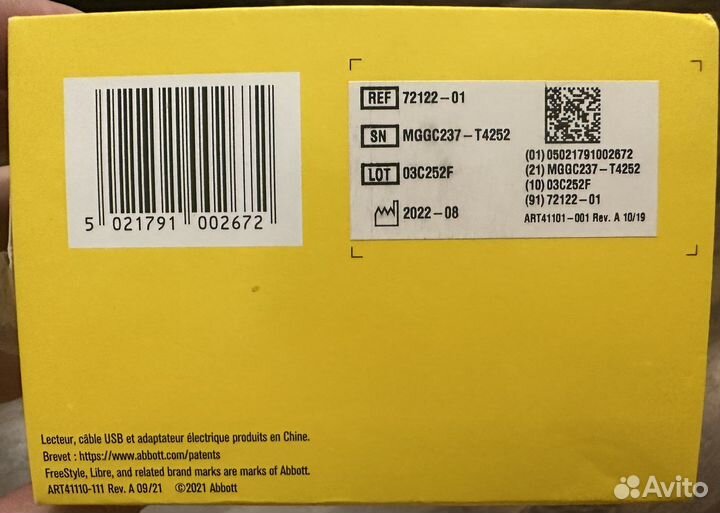 5 021791 002672
REF 72122-01
SN MGGC237-T4252
LOT 03C252F
2022-08
(01) 05021791002672
(21) MGGC237-T4252
(10) 03C252F
(91) 72122-01
ART41101-001 Rev. A 10/19
Lecteur, câble USB et adaptateur électrique produits en Chine.
Brevet : https://www.abbott.com/patents
FreeStyle, Libre, and related brand marks are marks of Abbott.
ART41110-111 Rev. A 09/21 ©2021 Abbott
Avito